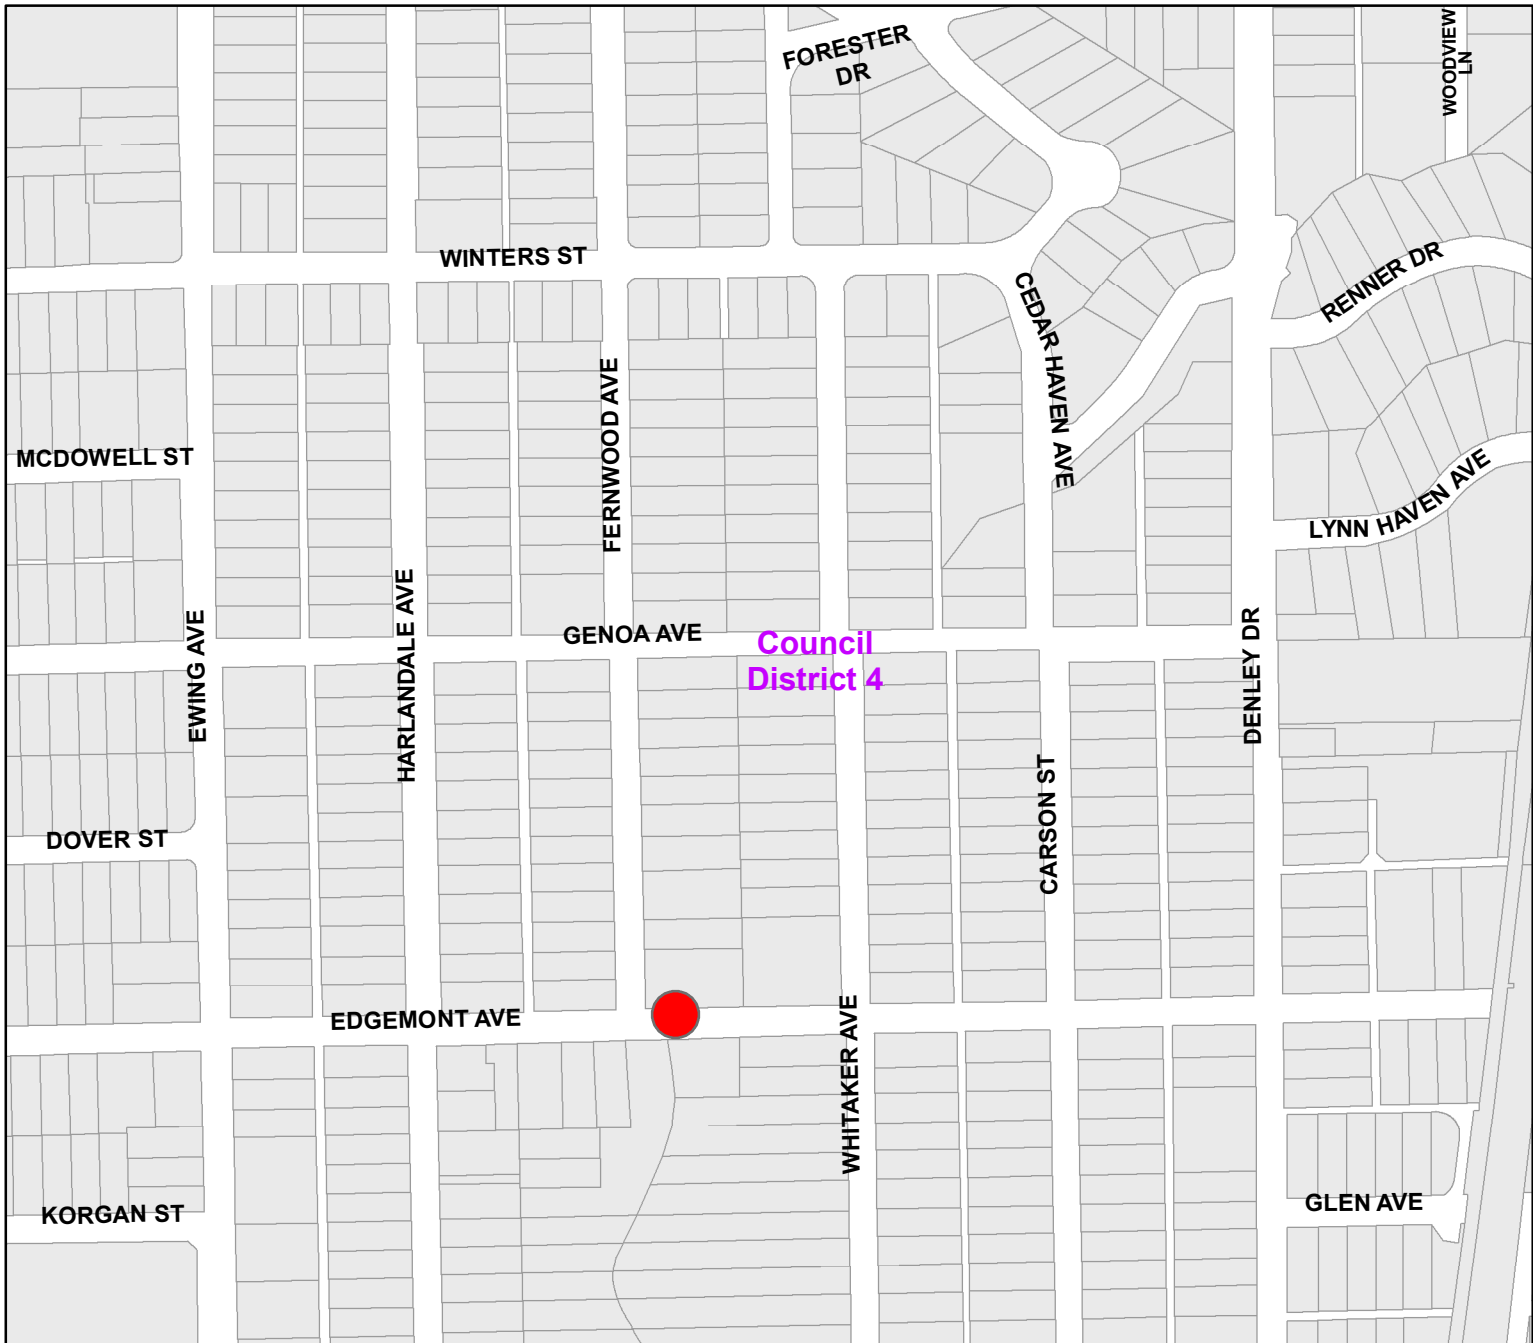 WOODVIEW
LN
FORESTER
DR
WINTERS ST
RENNER DR
CEDAR HAVEN AVE
FERNWOOD AVE
MCDOWELL ST
LYNN HAVEN AVE
HARLANDALE AVE
EWING AVE
GENOA AVE
Council
District 4
DENLEY DR
CARSON ST
DOVER ST
EDGEMONT AVE
WHITAKER AVE
GLEN AVE
KORGAN ST